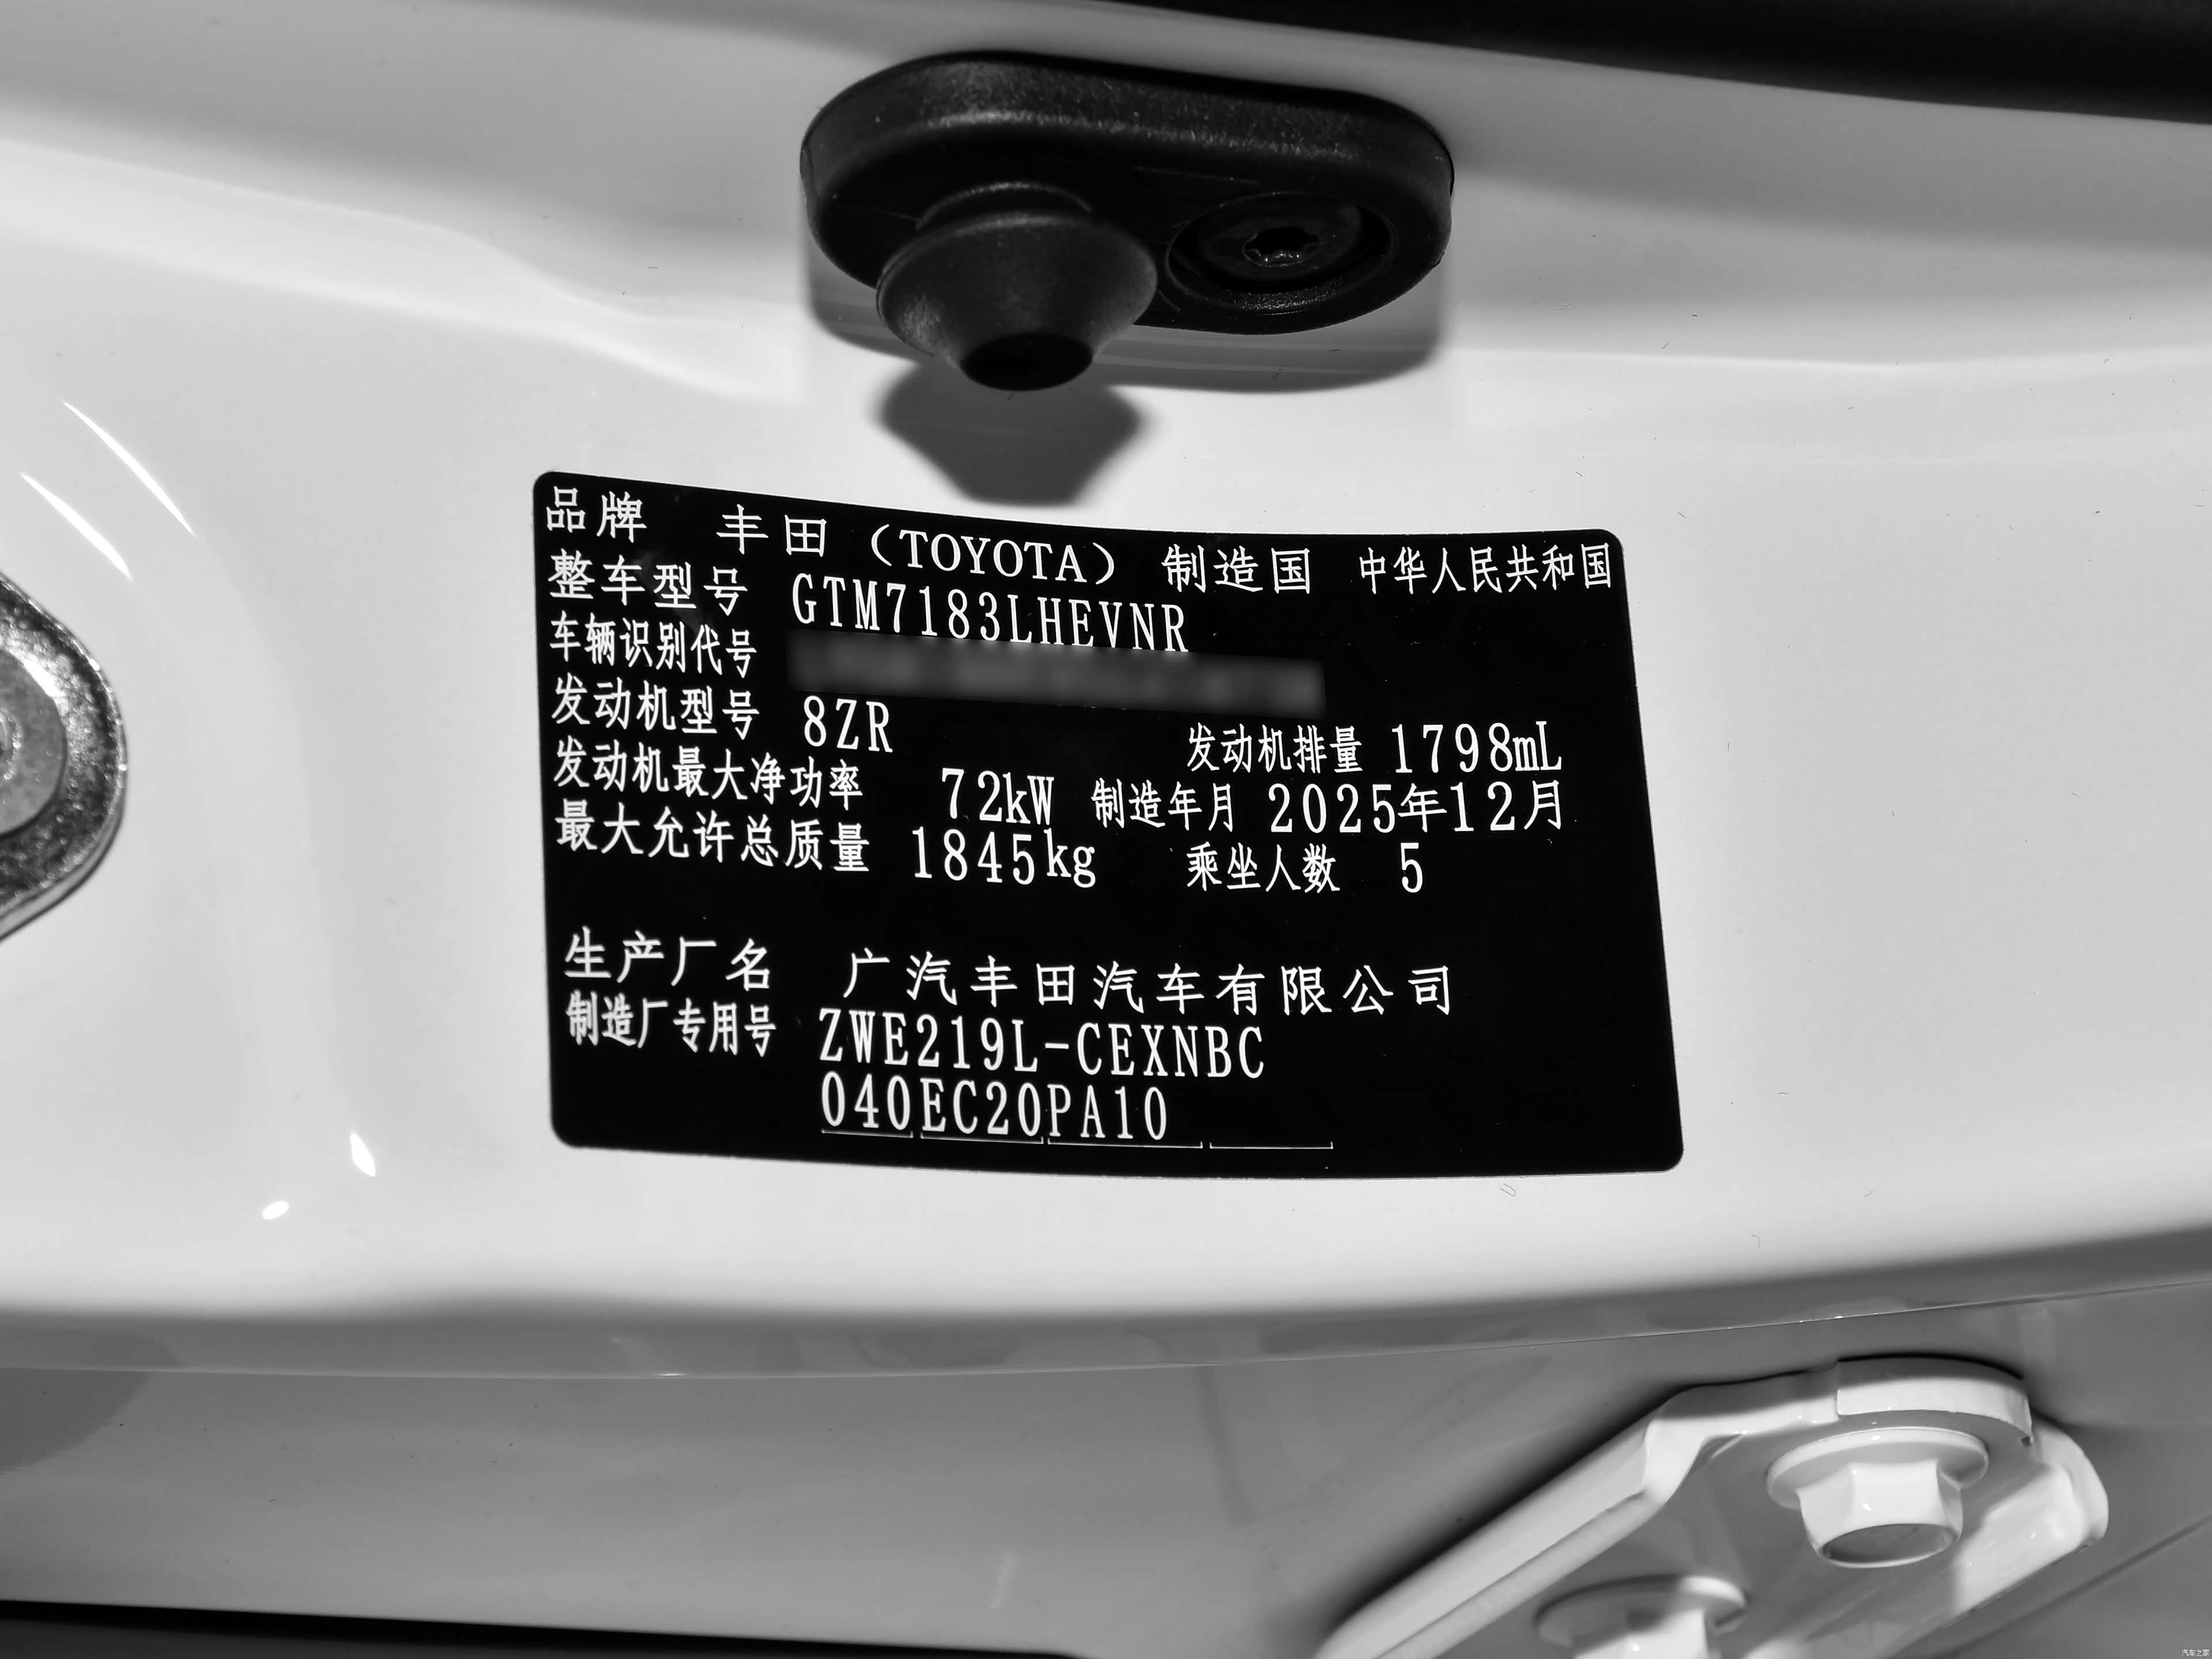 品牌 丰田（TOYOTA） 制造国 中华人民共和国
整车型号 GTM7183LHEVNR
车辆识别代号
发动机型号 8ZR 发动机排量 1798mL
发动机最大净功率 72kW 制造年月 2025年12月
最大允许总质量 1845kg 乘坐人数 5
生产厂名 广汽丰田汽车有限公司
制造厂专用号 ZWE219L-CEXNBC
040EC20PA10
汽车之家